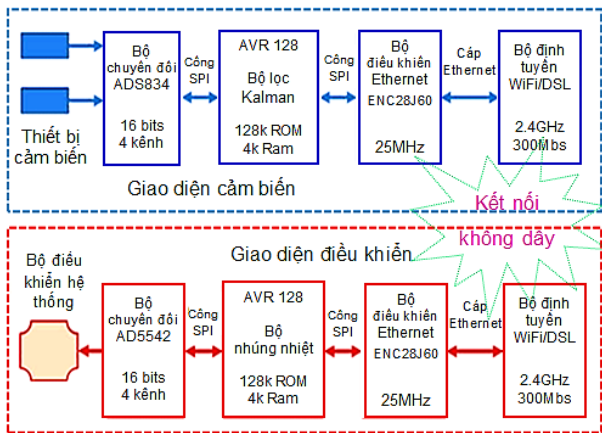 Bộ
chuyển đổi
ADS834
16 bits
4 kênh
Cổng
SPI
AVR 128
Bộ lọc
Kalman
128k ROM
4k Ram
Cổng
SPI
Bộ
điều khiển
Ethernet
ENC28J60
25MHz
Cáp
Ethernet
Bộ định
tuyến
WiFi/DSL
2.4GHz
300Mbs
Thiết bị
cảm biến
Giao diện cảm biến
Kết nối
không dây
Giao diện điều khiển
Bộ điều
khiển hệ
thống
Bộ
chuyển đổi
AD5542
16 bits
4 kênh
Cổng
SPI
AVR 128
Bộ
nhúng nhiệt
128k ROM
4k Ram
Cổng
SPI
Bộ
điều khiển
Ethernet
ENC28J60
25MHz
Cáp
Ethernet
Bộ định
tuyến
WiFi/DSL
2.4GHz
300Mbs